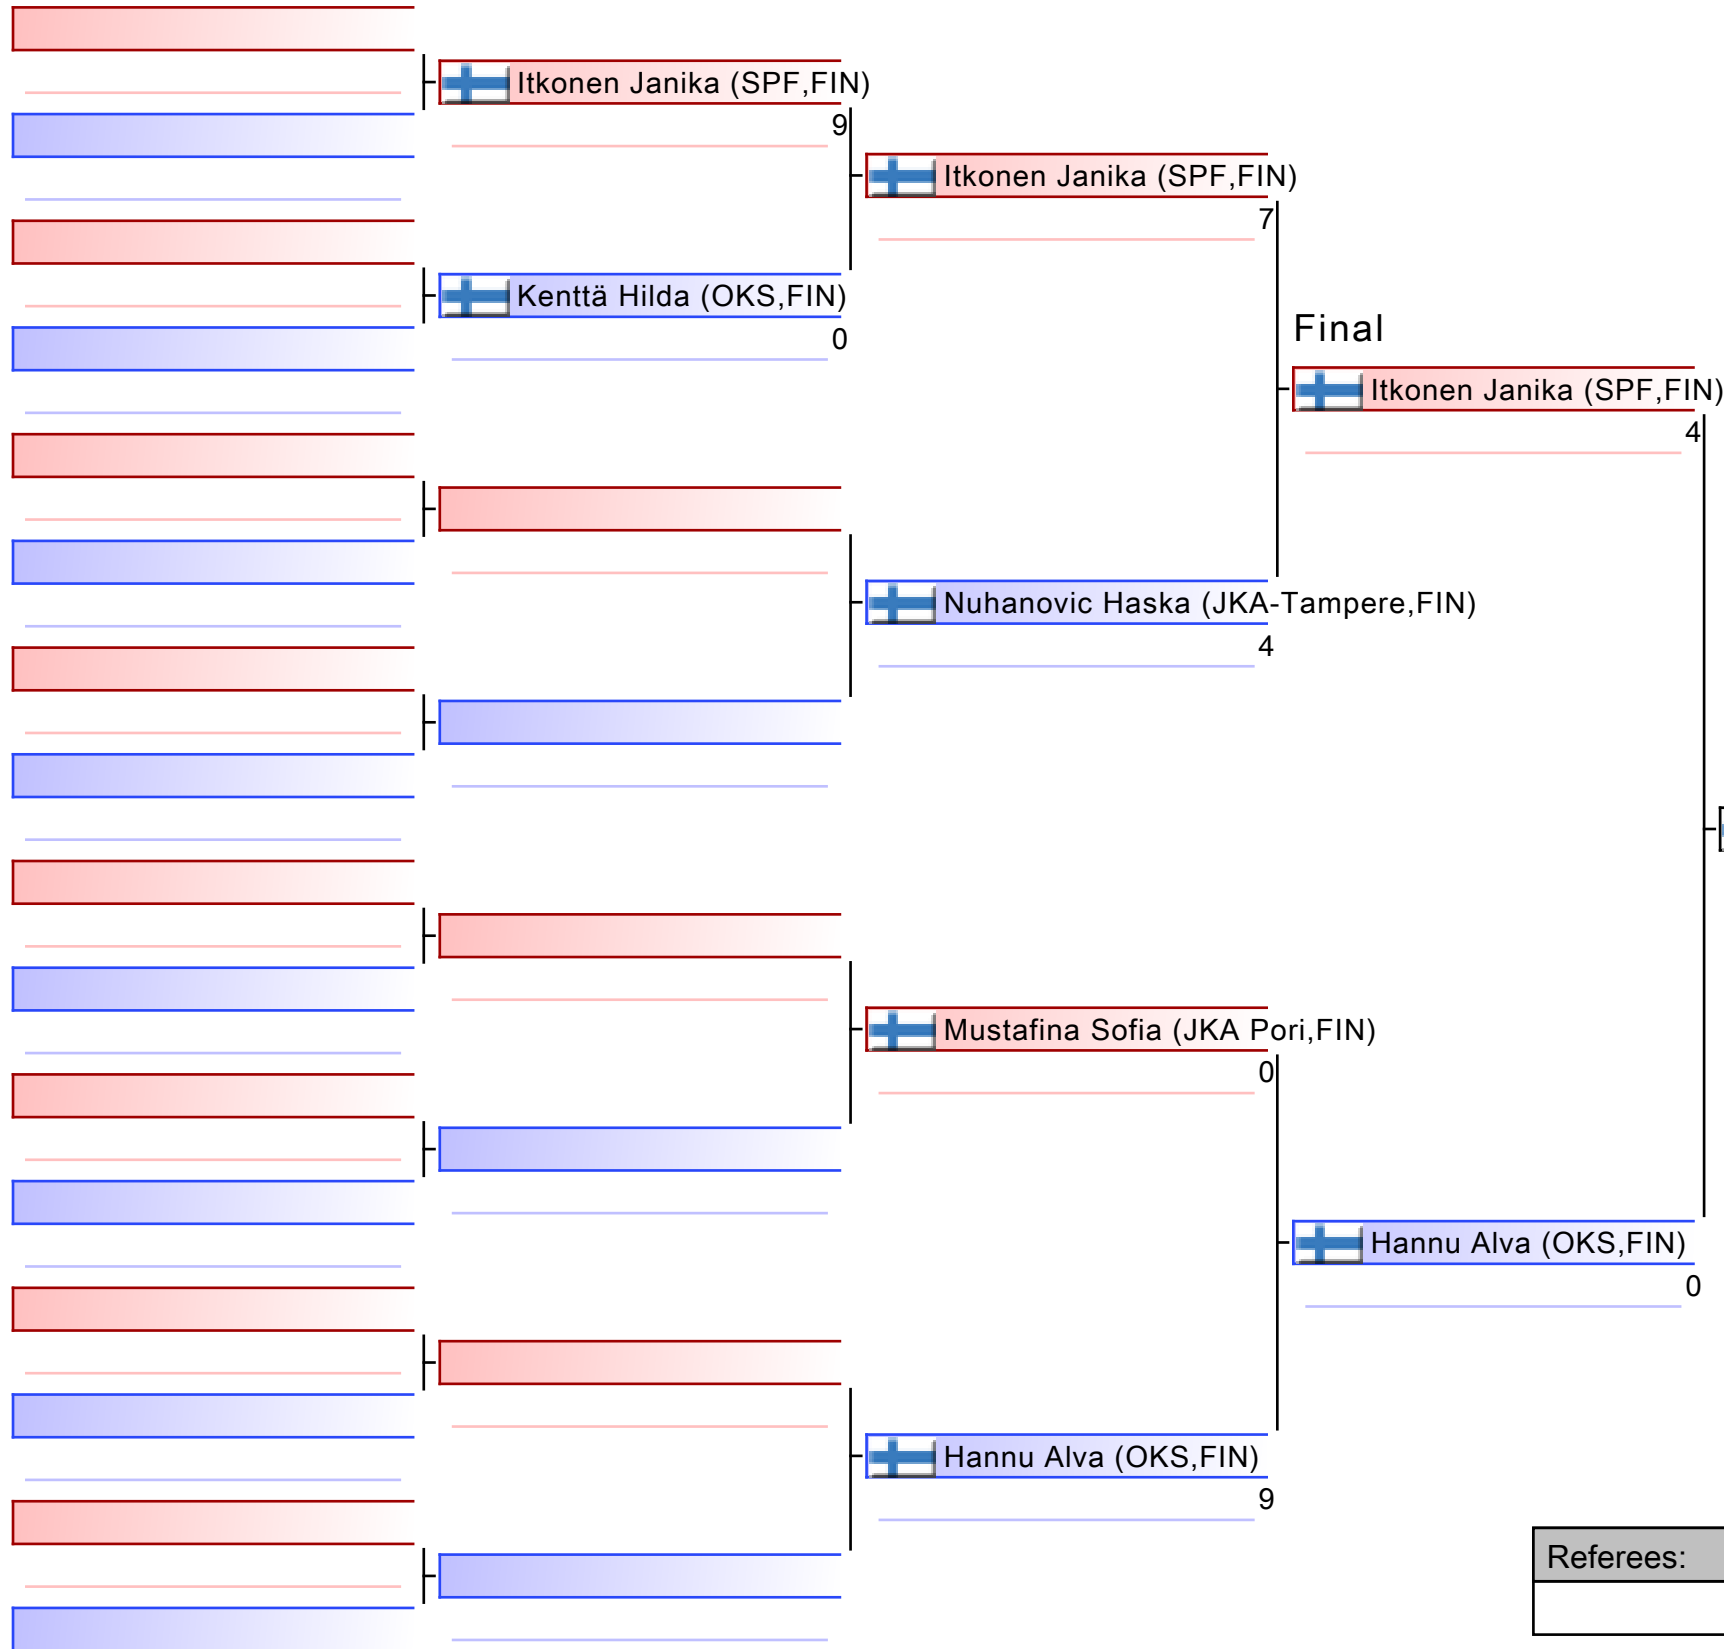 Itkonen Janika (SPF,FIN)
9
Itkonen Janika (SPF,FIN)
7
Kenttä Hilda (OKS,FIN)
0
Final
Itkonen Janika (SPF,FIN)
4
Nuhanovic Haska (JKA-Tampere,FIN)
4
Mustafina Sofia (JKA Pori,FIN)
0
Hannu Alva (OKS,FIN)
0
Hannu Alva (OKS,FIN)
9
Referees: